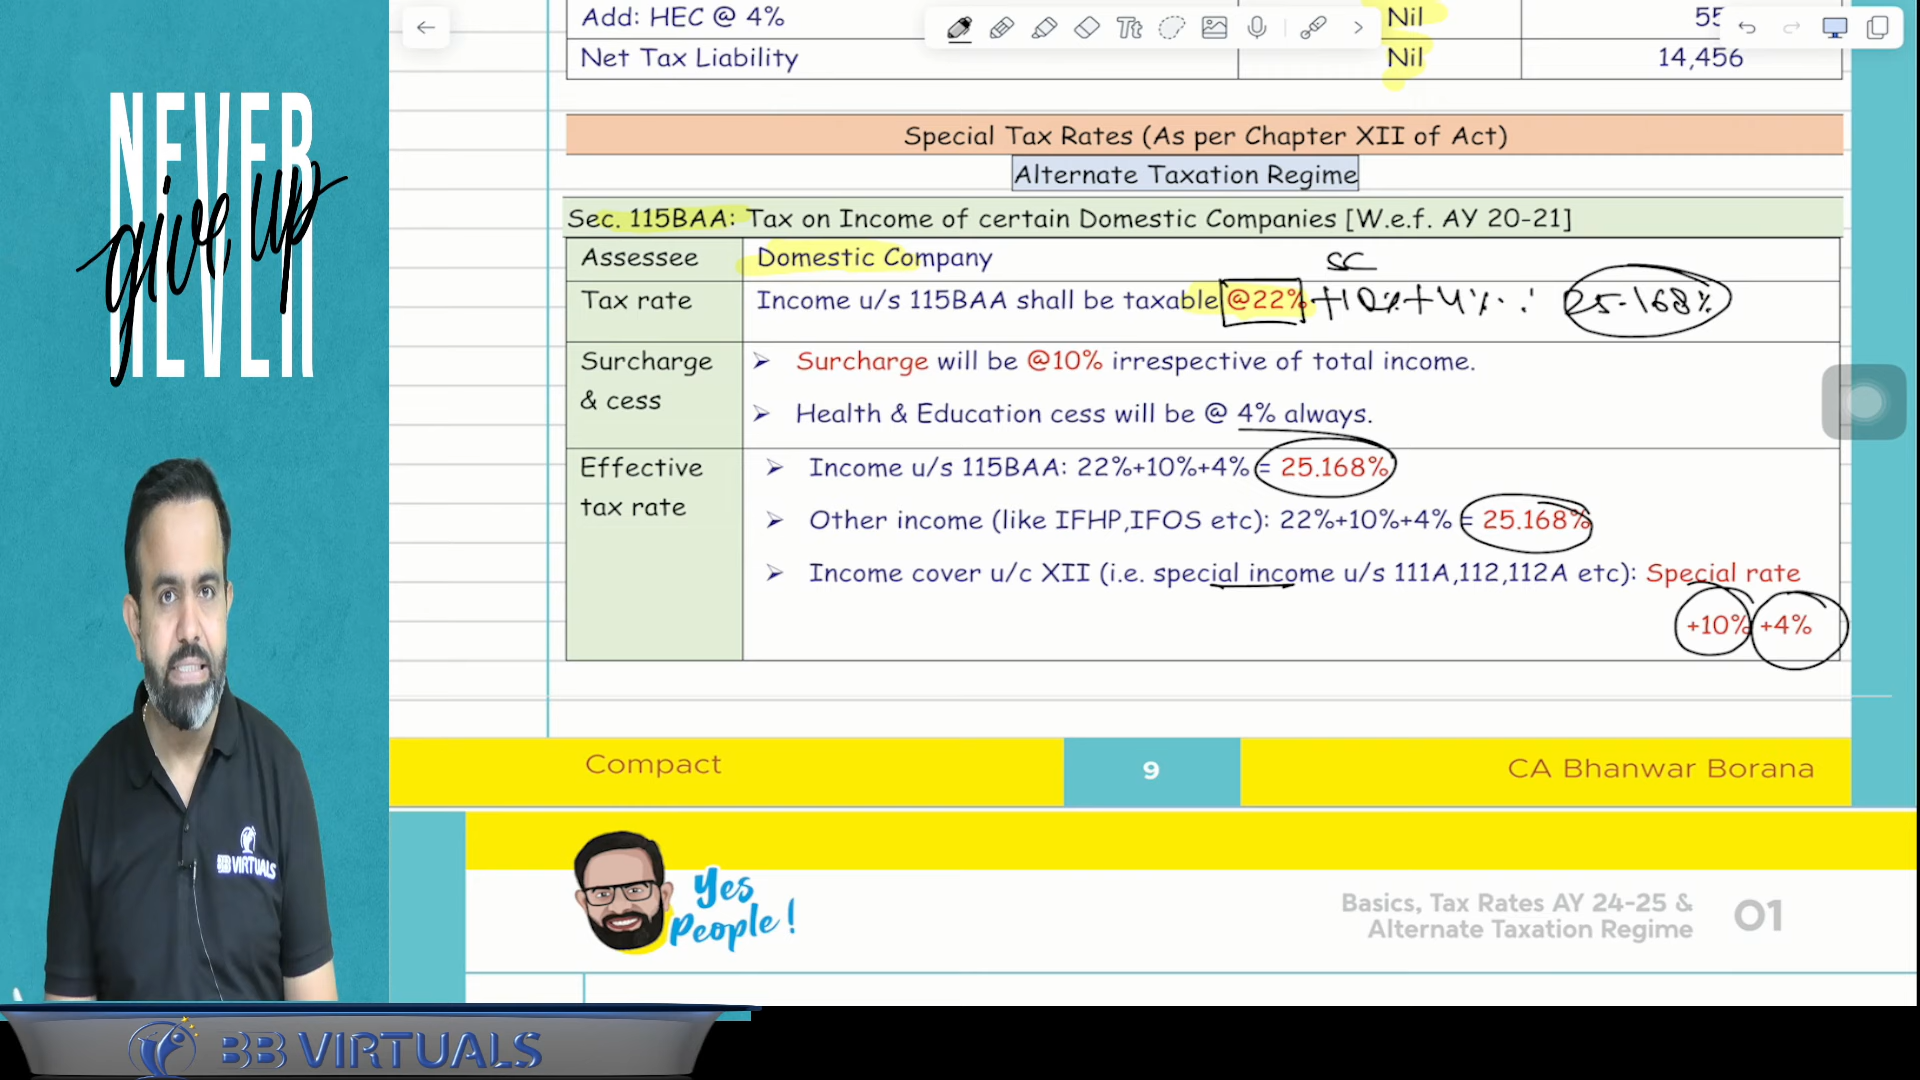 NEVER
give up
NEVER
Add: HEC @ 4% Nil
Net Tax Liability Nil 14,456
Special Tax Rates (As per Chapter XII of Act)
Alternate Taxation Regime
Sec. 115BAA: Tax on Income of certain Domestic Companies [W.e.f. AY 20-21]
Assessee Domestic Company SC
Tax rate Income u/s 115BAA shall be taxable @22% +10%+4% ∴ 25.168%
Surcharge & cess
➢ Surcharge will be @10% irrespective of total income.
➢ Health & Education cess will be @ 4% always.
Effective tax rate
➢ Income u/s 115BAA: 22%+10%+4% = 25.168%
➢ Other income (like IFHP,IFOS etc): 22%+10%+4% = 25.168%
➢ Income cover u/c XII (i.e. special income u/s 111A,112,112A etc): Special rate
+10% +4%
Compact 9 CA Bhanwar Borana
Yes
People!
Basics, Tax Rates AY 24-25 &
Alternate Taxation Regime
01
BB VIRTUALS
BB VIRTUALS
Tt